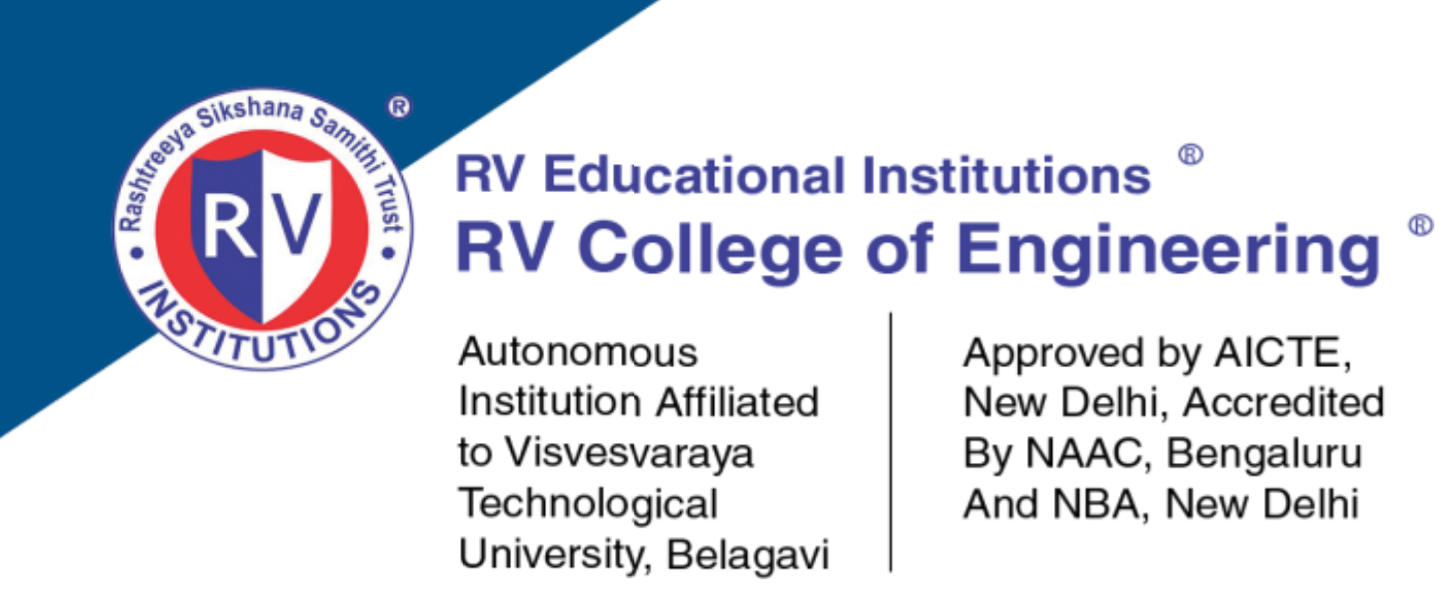 Rashtreeya Sikshana Samithi Trust
®
RV
INSTITUTIONS
RV Educational Institutions ®
RV College of Engineering ®
Autonomous
Institution Affiliated
to Visvesvaraya
Technological
University, Belagavi
Approved by AICTE,
New Delhi, Accredited
By NAAC, Bengaluru
And NBA, New Delhi